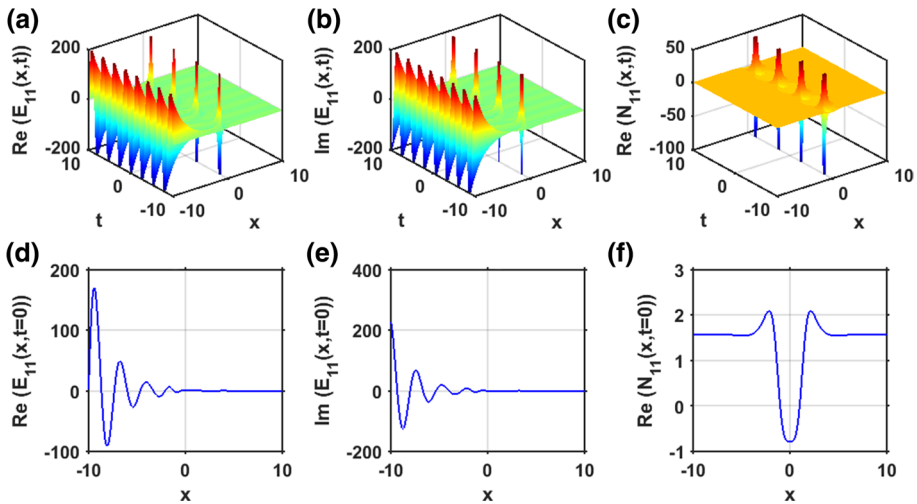 (a) (b) (c)
Re (E11(x,t)) 200 0 -200 10 0 -10 t -10 0 10 x
Im (E11(x,t)) 200 0 -200 10 0 -10 t -10 0 10 x
Re (N11(x,t)) 50 0 -50 -100 10 0 -10 t -10 0 10 x
(d) (e) (f)
Re (E11(x,t=0)) 200 100 0 -100 -10 0 10 x
Im (E11(x,t=0)) 400 200 0 -200 -10 0 10 x
Re (N11(x,t=0)) 3 2 1 0 -1 -10 0 10 x